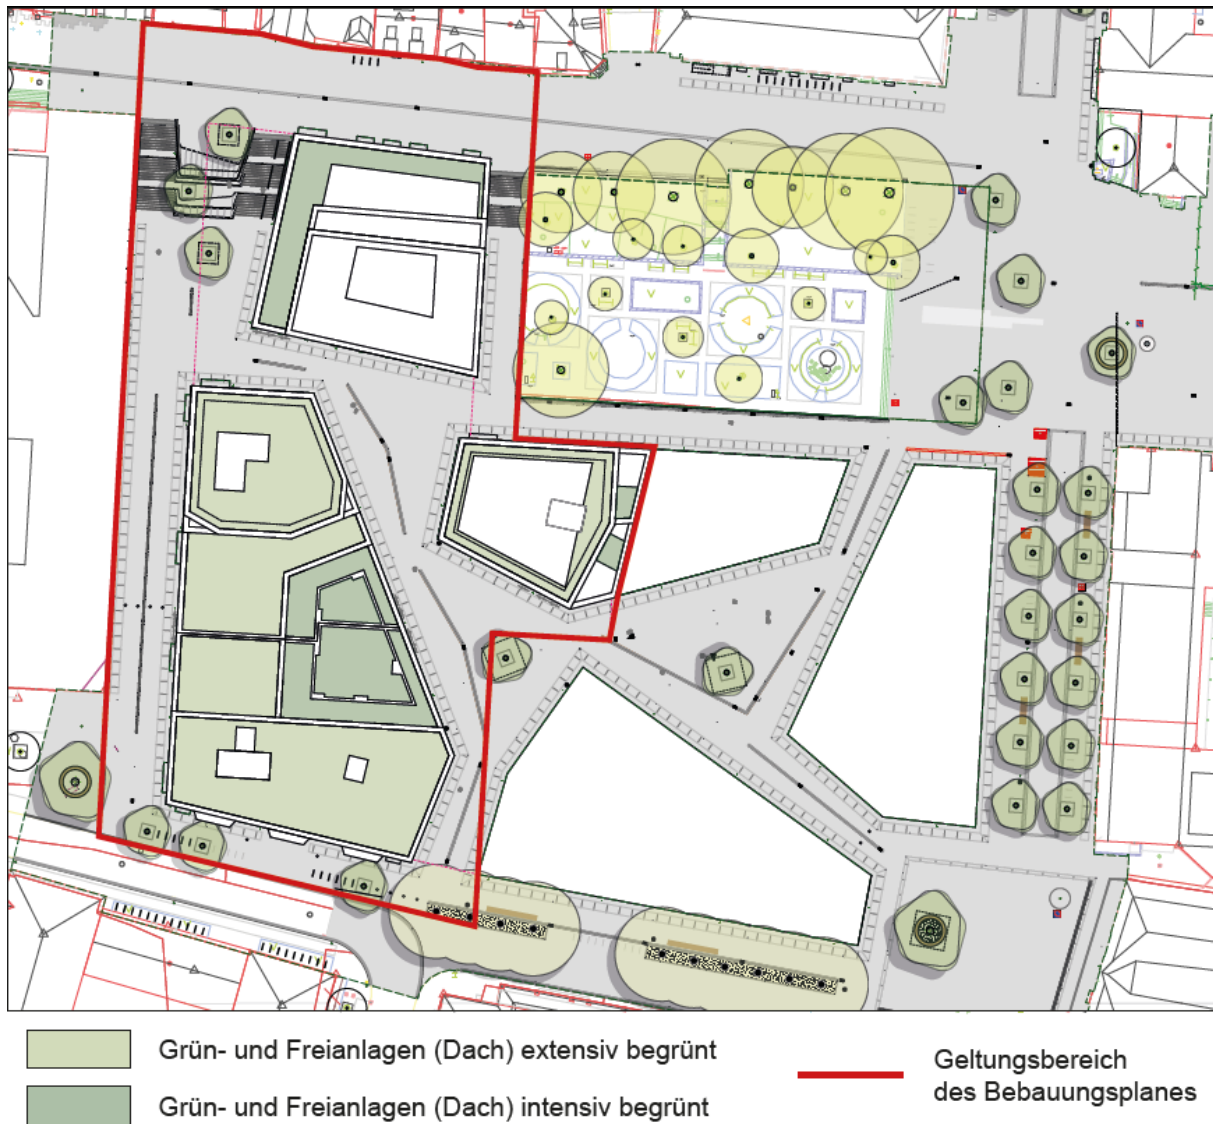 Grün- und Freianlagen (Dach) extensiv begrünt
Grün- und Freianlagen (Dach) intensiv begrünt
Geltungsbereich
des Bebauungsplanes